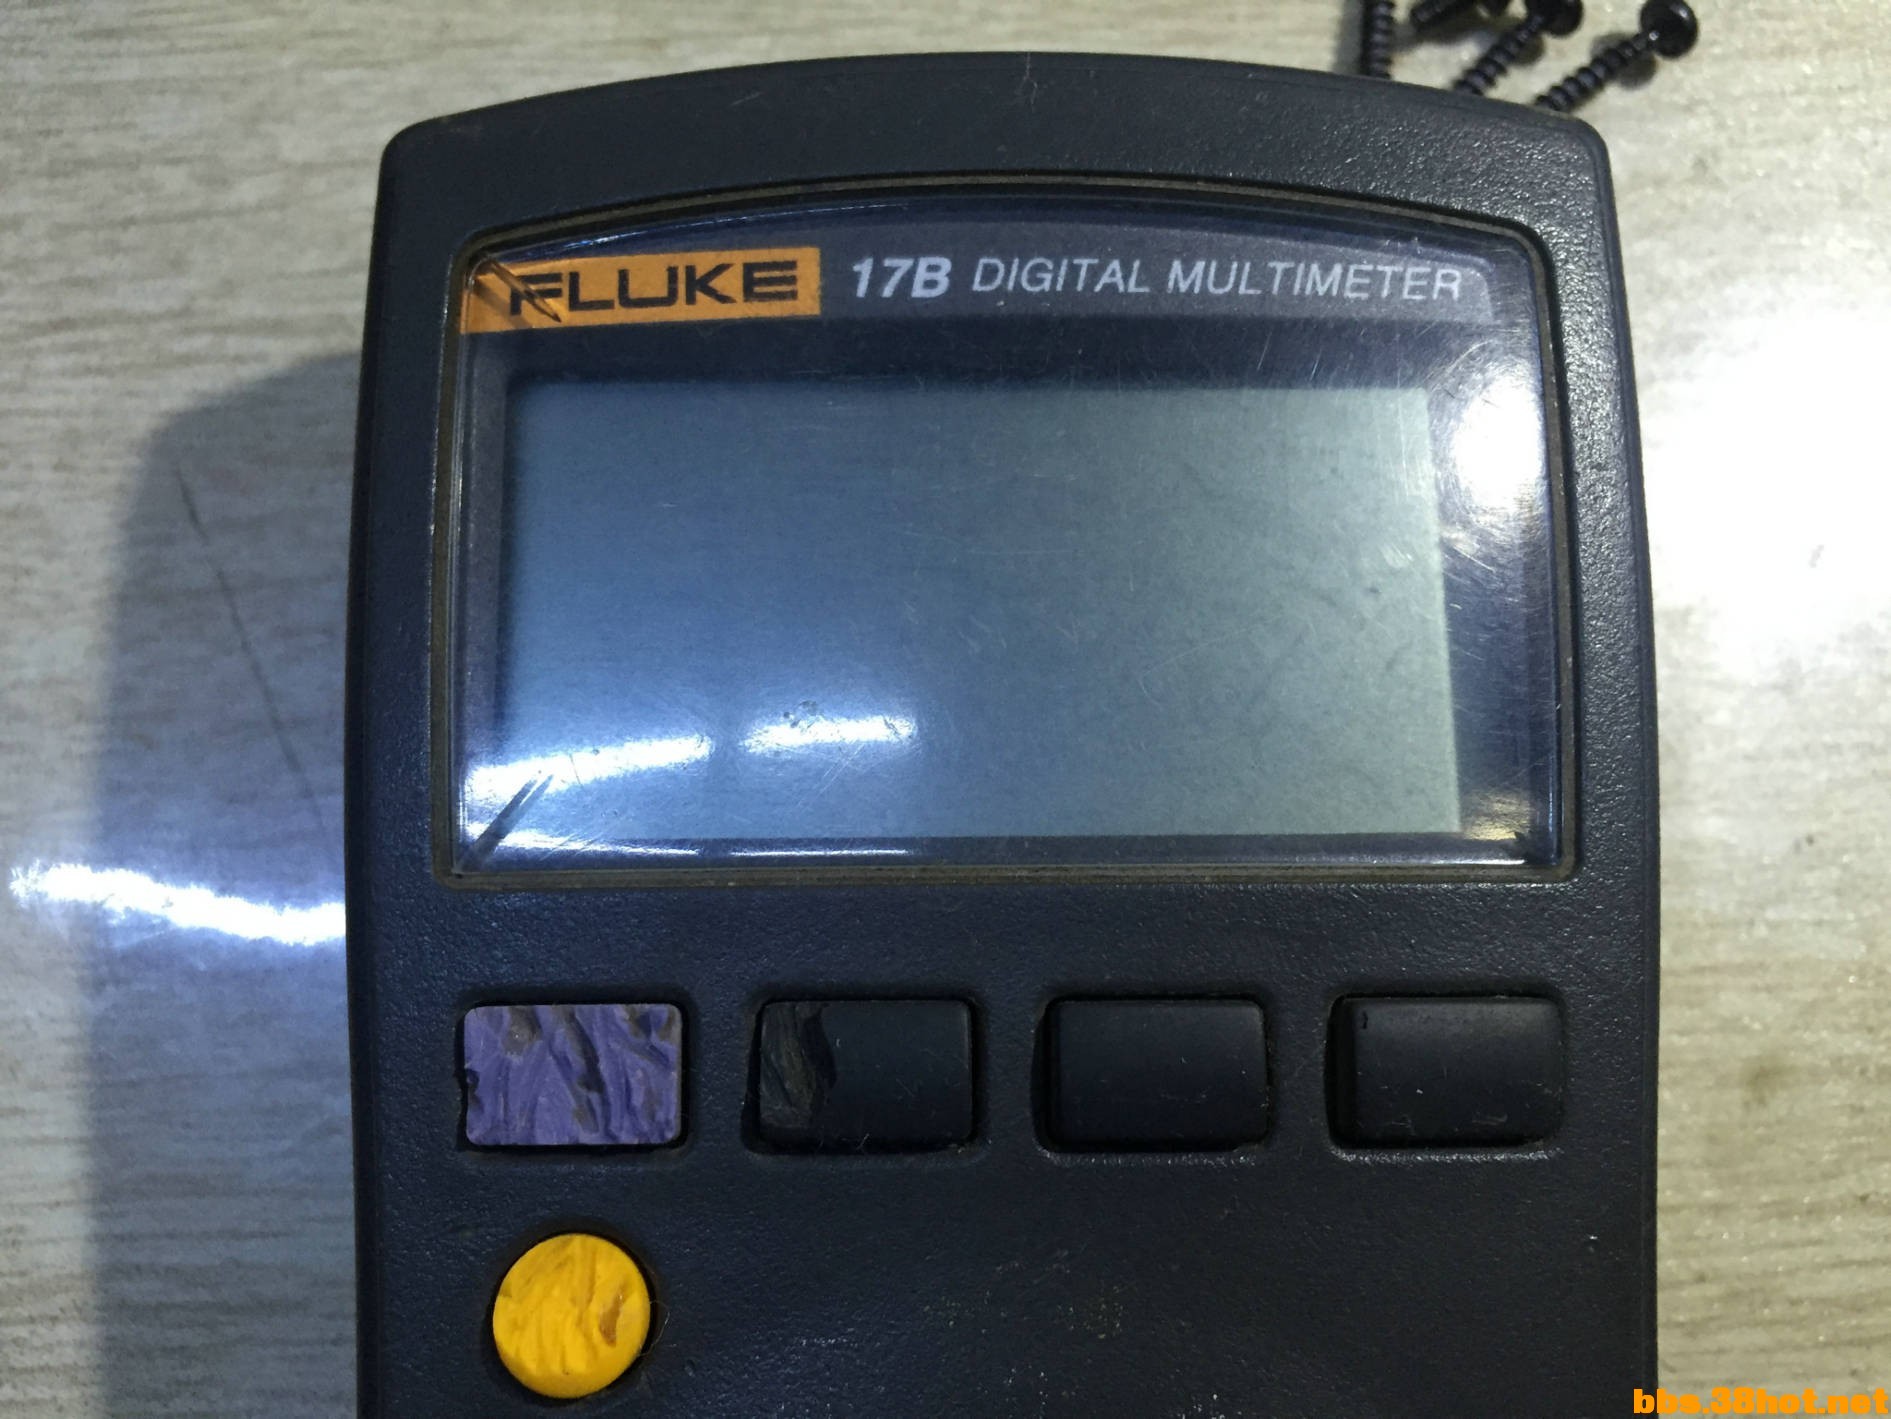 FLUKE 17B DIGITAL MULTIMETER
bbs.38hot.net